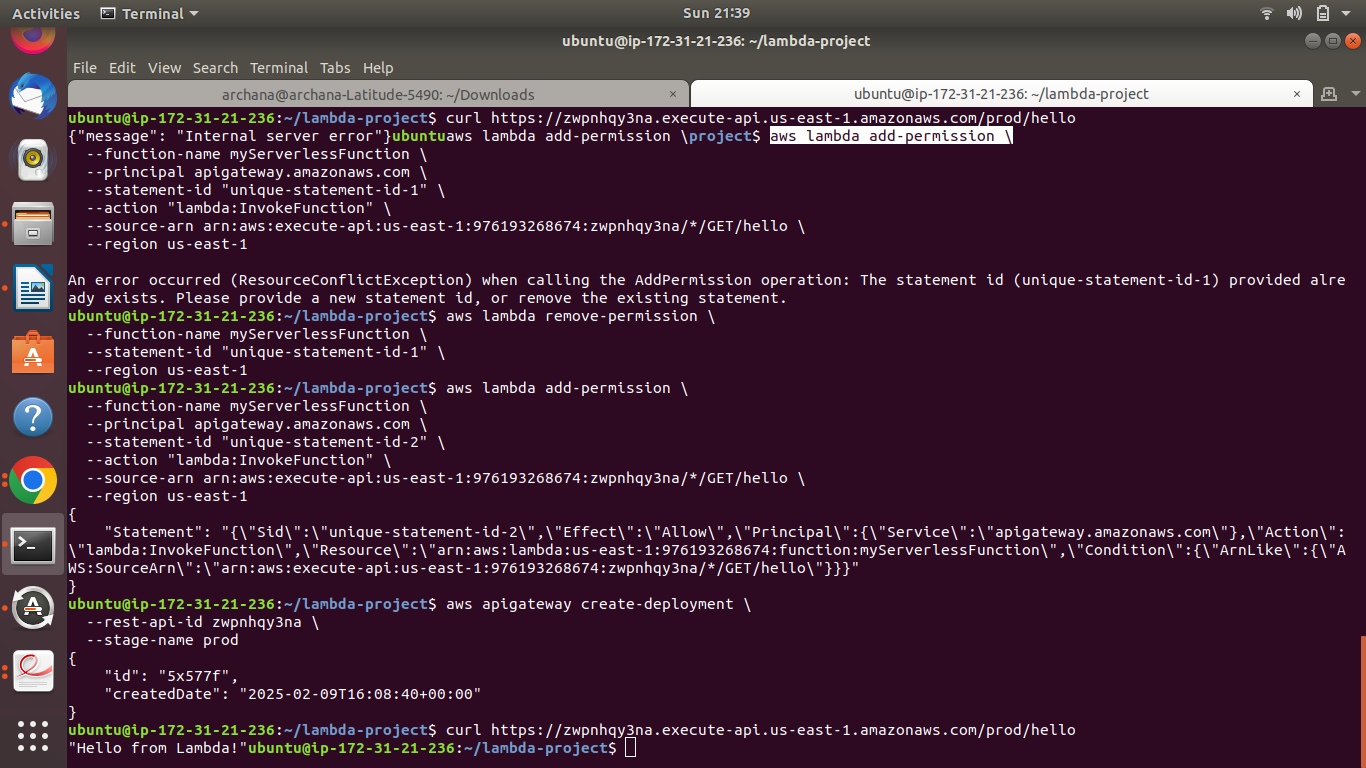 Activities Terminal Sun 21:39
ubuntu@ip-172-31-21-236: ~/lambda-project
File Edit View Search Terminal Tabs Help
archana@archana-Latitude-5490: ~/Downloads × ubuntu@ip-172-31-21-236: ~/lambda-project ×
ubuntu@ip-172-31-21-236:~/lambda-project$ curl https://zwpnhqy3na.execute-api.us-east-1.amazonaws.com/prod/hello
{"message": "Internal server error"}ubuntuaws lambda add-permission \project$ aws lambda add-permission \
  --function-name myServerlessFunction \
  --principal apigateway.amazonaws.com \
  --statement-id "unique-statement-id-1" \
  --action "lambda:InvokeFunction" \
  --source-arn arn:aws:execute-api:us-east-1:976193268674:zwpnhqy3na/*/GET/hello \
  --region us-east-1
An error occurred (ResourceConflictException) when calling the AddPermission operation: The statement id (unique-statement-id-1) provided alre
ady exists. Please provide a new statement id, or remove the existing statement.
ubuntu@ip-172-31-21-236:~/lambda-project$ aws lambda remove-permission \
  --function-name myServerlessFunction \
  --statement-id "unique-statement-id-1" \
  --region us-east-1
ubuntu@ip-172-31-21-236:~/lambda-project$ aws lambda add-permission \
  --function-name myServerlessFunction \
  --principal apigateway.amazonaws.com \
  --statement-id "unique-statement-id-2" \
  --action "lambda:InvokeFunction" \
  --source-arn arn:aws:execute-api:us-east-1:976193268674:zwpnhqy3na/*/GET/hello \
  --region us-east-1
{
    "Statement": "{\"Sid\":\"unique-statement-id-2\",\"Effect\":\"Allow\",\"Principal\":{\"Service\":\"apigateway.amazonaws.com\"},\"Action\":
\"lambda:InvokeFunction\",\"Resource\":\"arn:aws:lambda:us-east-1:976193268674:function:myServerlessFunction\",\"Condition\":{\"ArnLike\":{\"A
WS:SourceArn\":\"arn:aws:execute-api:us-east-1:976193268674:zwpnhqy3na/*/GET/hello\"}}}"
}
ubuntu@ip-172-31-21-236:~/lambda-project$ aws apigateway create-deployment \
  --rest-api-id zwpnhqy3na \
  --stage-name prod
{
    "id": "5x577f",
    "createdDate": "2025-02-09T16:08:40+00:00"
}
ubuntu@ip-172-31-21-236:~/lambda-project$ curl https://zwpnhqy3na.execute-api.us-east-1.amazonaws.com/prod/hello
"Hello from Lambda!"ubuntu@ip-172-31-21-236:~/lambda-project$